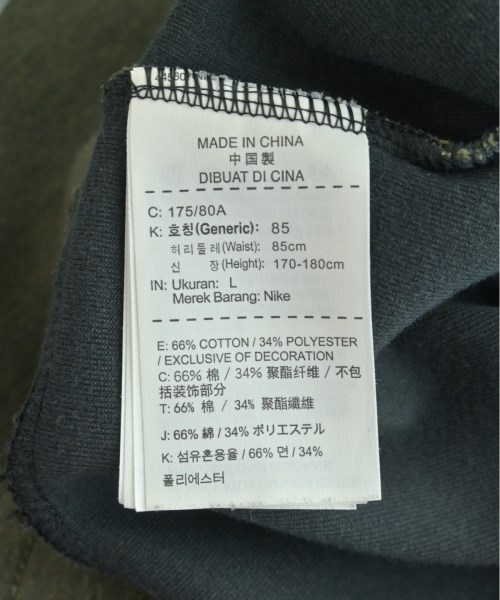 MADE IN CHINA
中国製
DIBUAT DI CINA
C: 175/80A
K: 호칭(Generic): 85
허리둘레(Waist): 85cm
신 장(Height): 170-180cm
IN: Ukuran: L
Merek Barang: Nike
E: 66% COTTON / 34% POLYESTER
/ EXCLUSIVE OF DECORATION
C: 66% 棉 / 34% 聚酯纤维 / 不包
括装饰部分
T: 66% 棉 / 34% 聚酯纖維
J: 66% 綿 / 34% ポリエステル
K: 섬유혼용율 / 66% 면 / 34%
폴리에스터